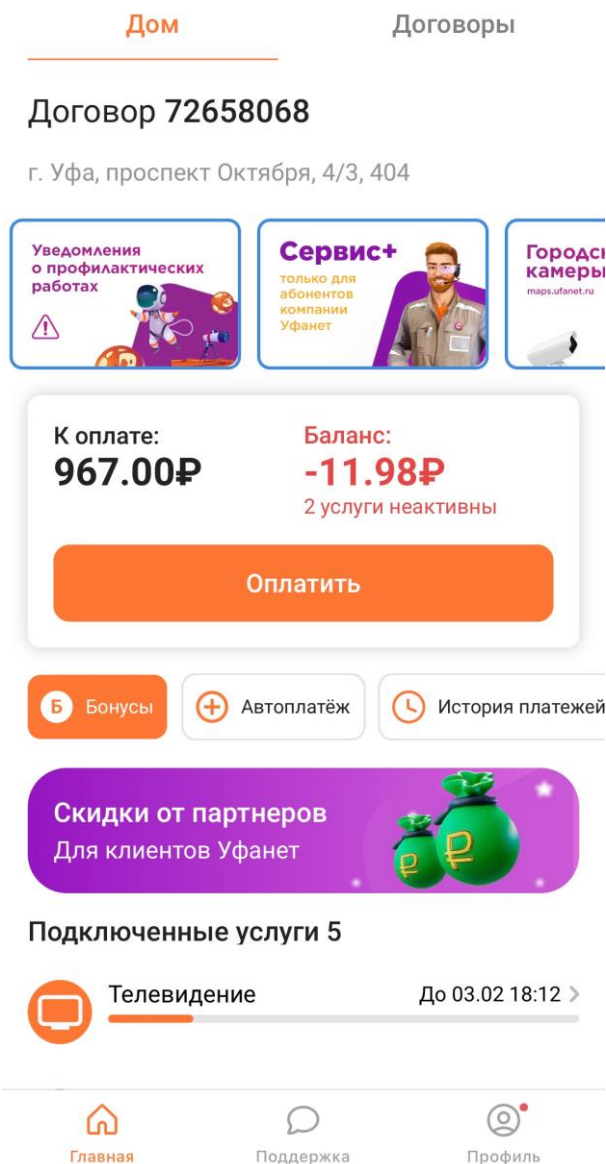 Дом
Договоры
Договор 72658068
г. Уфа, проспект Октября, 4/3, 404
Уведомления
о профилактических
работах
Сервис+
только для
абонентов
компании
Уфанет
Городск
камеры
maps.ufanet.ru
К оплате:
967.00₽
Баланс:
-11.98₽
2 услуги неактивны
Оплатить
Б Бонусы
Автоплатёж
История платежей
Скидки от партнеров
Для клиентов Уфанет
Подключенные услуги 5
Телевидение
До 03.02 18:12
Главная
Поддержка
Профиль